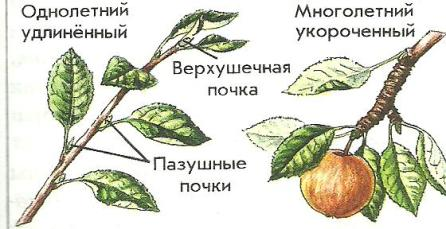 Однолетний
удлинённый
Многолетний
укороченный
Верхушечная
почка
Пазушные
почки